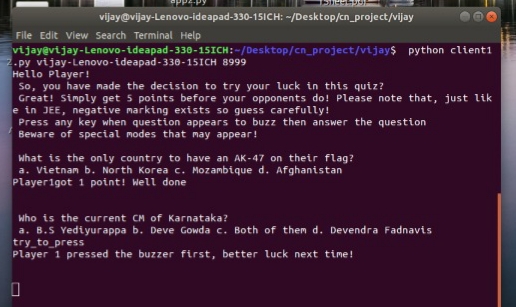 vijay@vijay-Lenovo-ideapad-330-15ICH: ~/Desktop/cn_project/vijay
File Edit View Search Terminal Help
vijay@vijay-Lenovo-ideapad-330-15ICH:~/Desktop/cn_project/vijay$ python client1
.py vijay-Lenovo-ideapad-330-15ICH 8999
Hello Player!
So, you have made the decision to try your luck in this quiz?
Great! Simply get 5 points before your opponents do! Please note that, just lik
e in JEE, negative marking exists so guess carefully!
Press any key when question appears to buzz then answer the question
Beware of special modes that may appear!
What is the only country to have an AK-47 on their flag?
a. Vietnam b. North Korea c. Mozambique d. Afghanistan
Player1got 1 point! Well done
Who is the current CM of Karnataka?
a. B.S Yediyurappa b. Deve Gowda c. Both of them d. Devendra Fadnavis
try_to_press
Player 1 pressed the buzzer first, better luck next time!